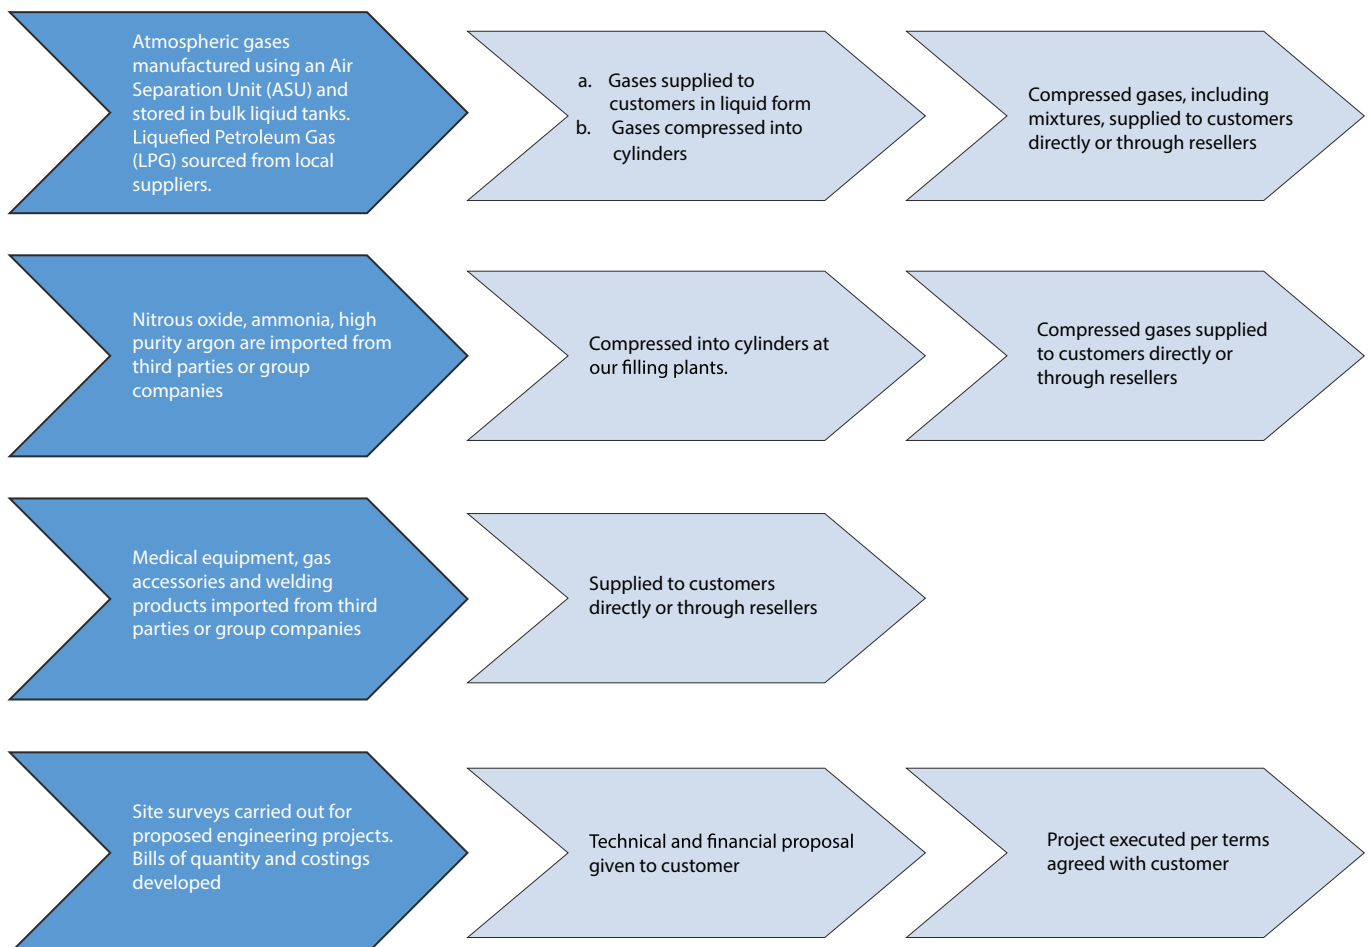 Atmospheric gases
manufactured using an Air
Separation Unit (ASU) and
stored in bulk liqiud tanks.
Liquefied Petroleum Gas
(LPG) sourced from local
suppliers.
a. Gases supplied to
customers in liquid form
b. Gases compressed into
cylinders
Compressed gases, including
mixtures, supplied to customers
directly or through resellers
Nitrous oxide, ammonia, high
purity argon are imported from
third parties or group
companies
Compressed into cylinders at
our filling plants.
Compressed gases supplied
to customers directly or
through resellers
Medical equipment, gas
accessories and welding
products imported from third
parties or group companies
Supplied to customers
directly or through resellers
Site surveys carried out for
proposed engineering projects.
Bills of quantity and costings
developed
Technical and financial proposal
given to customer
Project executed per terms
agreed with customer